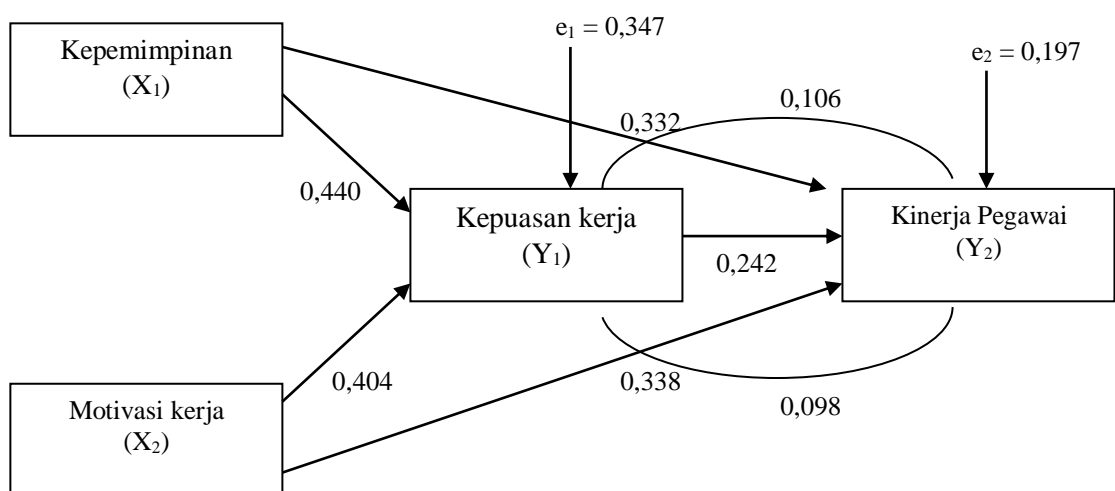 Kepemimpinan
(X₁)
e₁ = 0,347
e₂ = 0,197
0,106
0,332
0,440
Kepuasan kerja
(Y₁)
Kinerja Pegawai
(Y₂)
0,242
0,404
0,338
0,098
Motivasi kerja
(X₂)